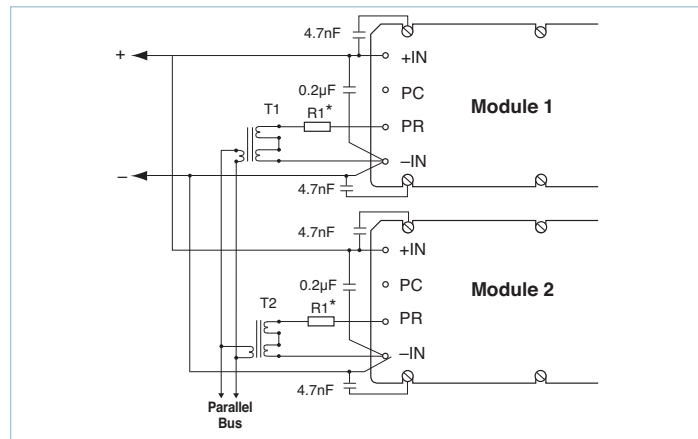 4.7nF
+
+IN
0.2µF
PC
T1
R1*
Module 1
PR
–IN
–
4.7nF
4.7nF
+IN
0.2µF
PC
T2
R1*
Module 2
PR
–IN
4.7nF
Parallel
Bus